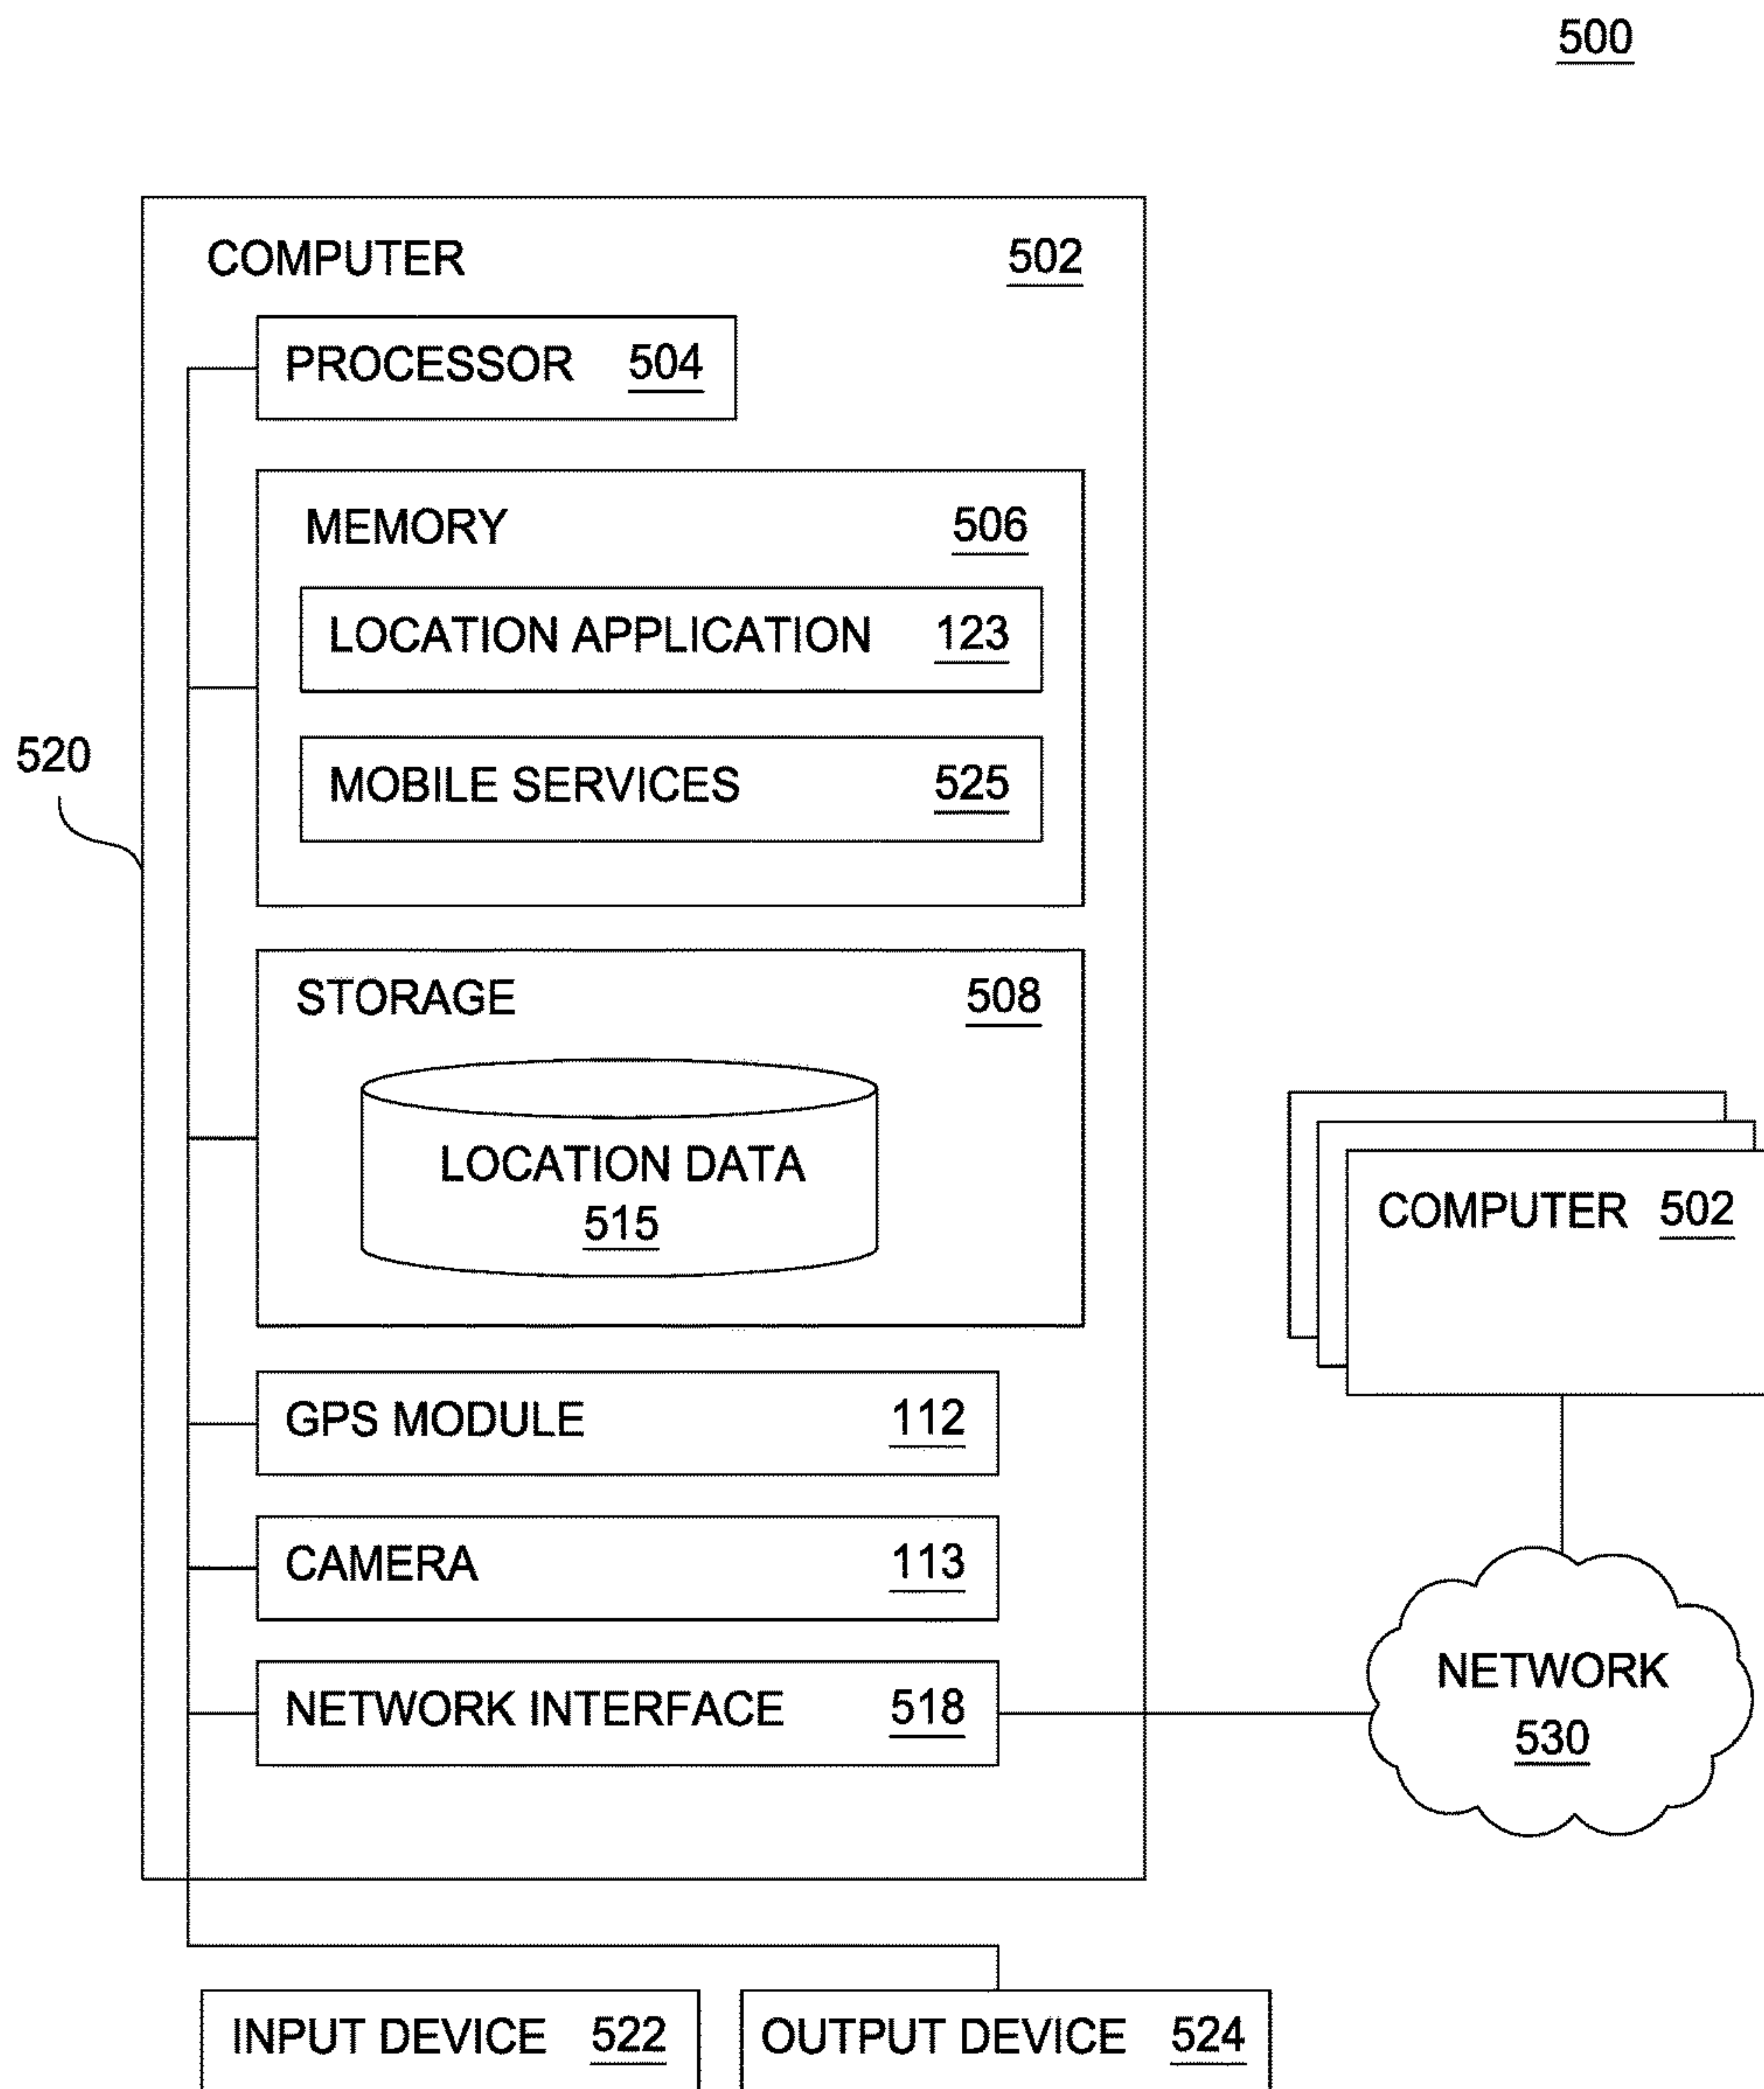 500
COMPUTER 502
PROCESSOR 504
MEMORY 506
LOCATION APPLICATION 123
MOBILE SERVICES 525
520
STORAGE 508
LOCATION DATA
515
COMPUTER 502
GPS MODULE 112
CAMERA 113
NETWORK INTERFACE 518
NETWORK
530
INPUT DEVICE 522
OUTPUT DEVICE 524